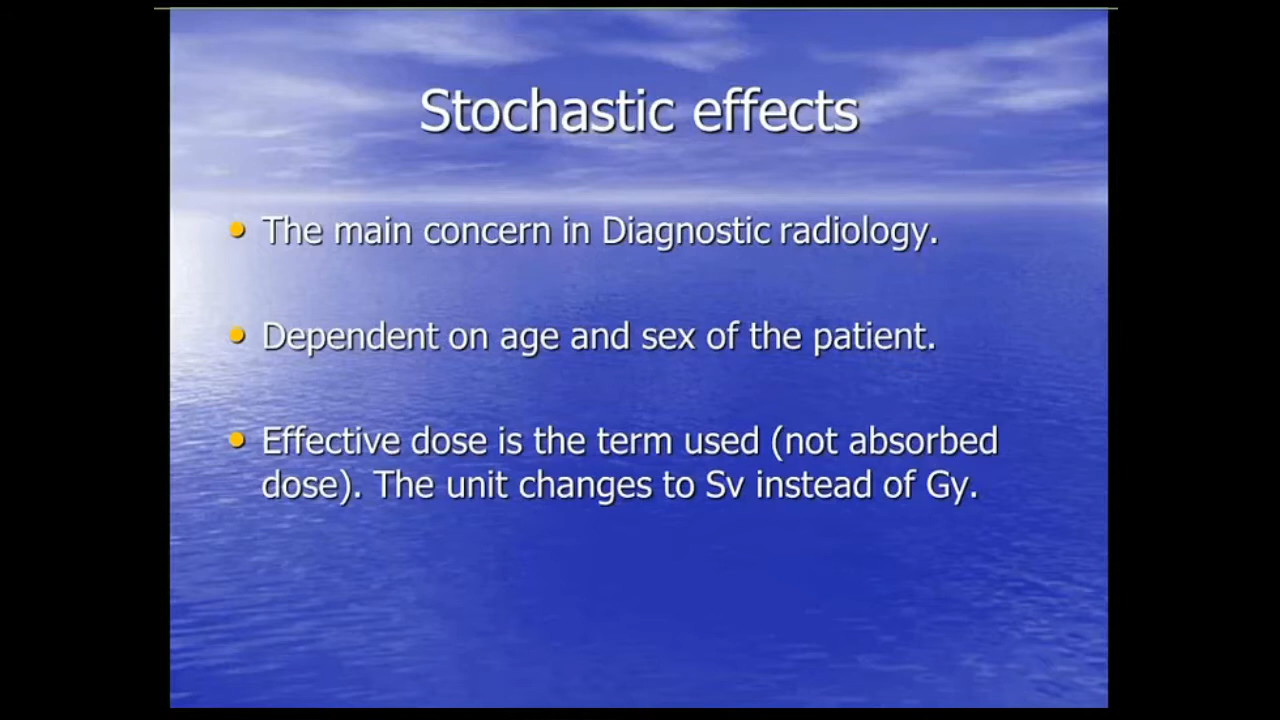 Stochastic effects
• The main concern in Diagnostic radiology.
• Dependent on age and sex of the patient.
• Effective dose is the term used (not absorbed
dose). The unit changes to Sv instead of Gy.